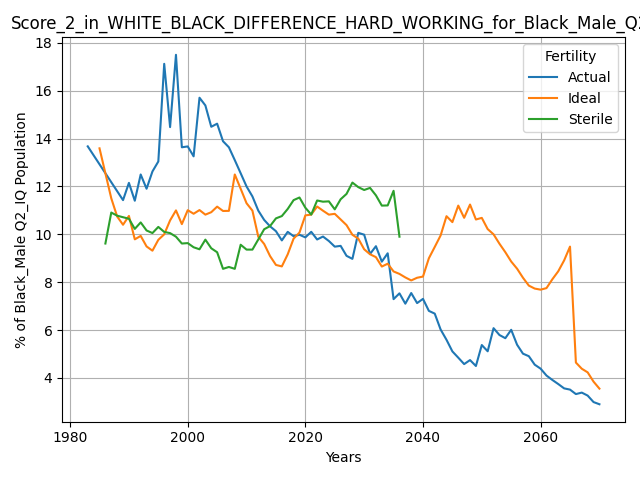 Score_2_in_WHITE_BLACK_DIFFERENCE_HARD_WORKING_for_Black_Male_Q2
18
16
14
12
10
8
6
4
% of Black_Male Q2_IQ Population
Fertility
Actual
Ideal
Sterile
1980
2000
2020
2040
2060
Years